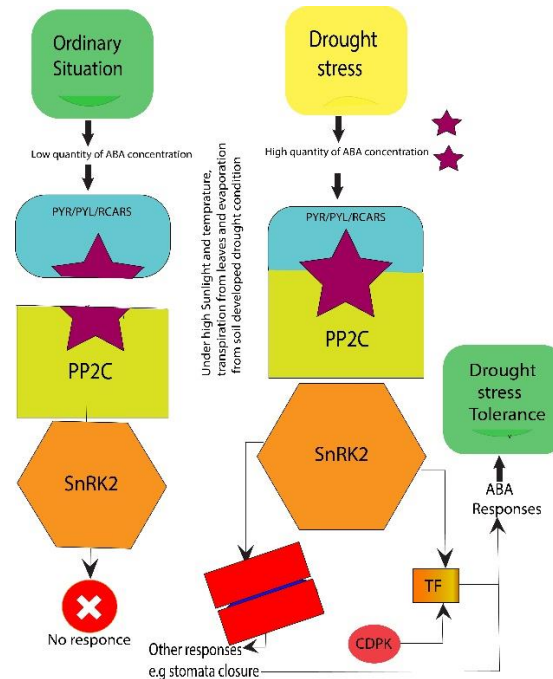 Ordinary
Situation
Low quantity of ABA concentration
PYR/PYL/RCARS
PP2C
SnRK2
No responce
Under high Sunlight and temprature,
transpiration from leaves and evaporation
from soil developed drought condition
Drought
stress
High quantity of ABA concentration
PYR/PYL/RCARS
PP2C
SnRK2
Other responses
e.g stomata closure
CDPK
TF
ABA
Responses
Drought
stress
Tolerance